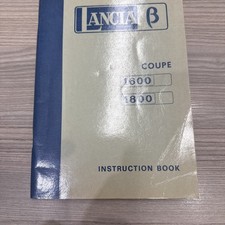 LANCIA β
COUPE
1600
1800
INSTRUCTION BOOK